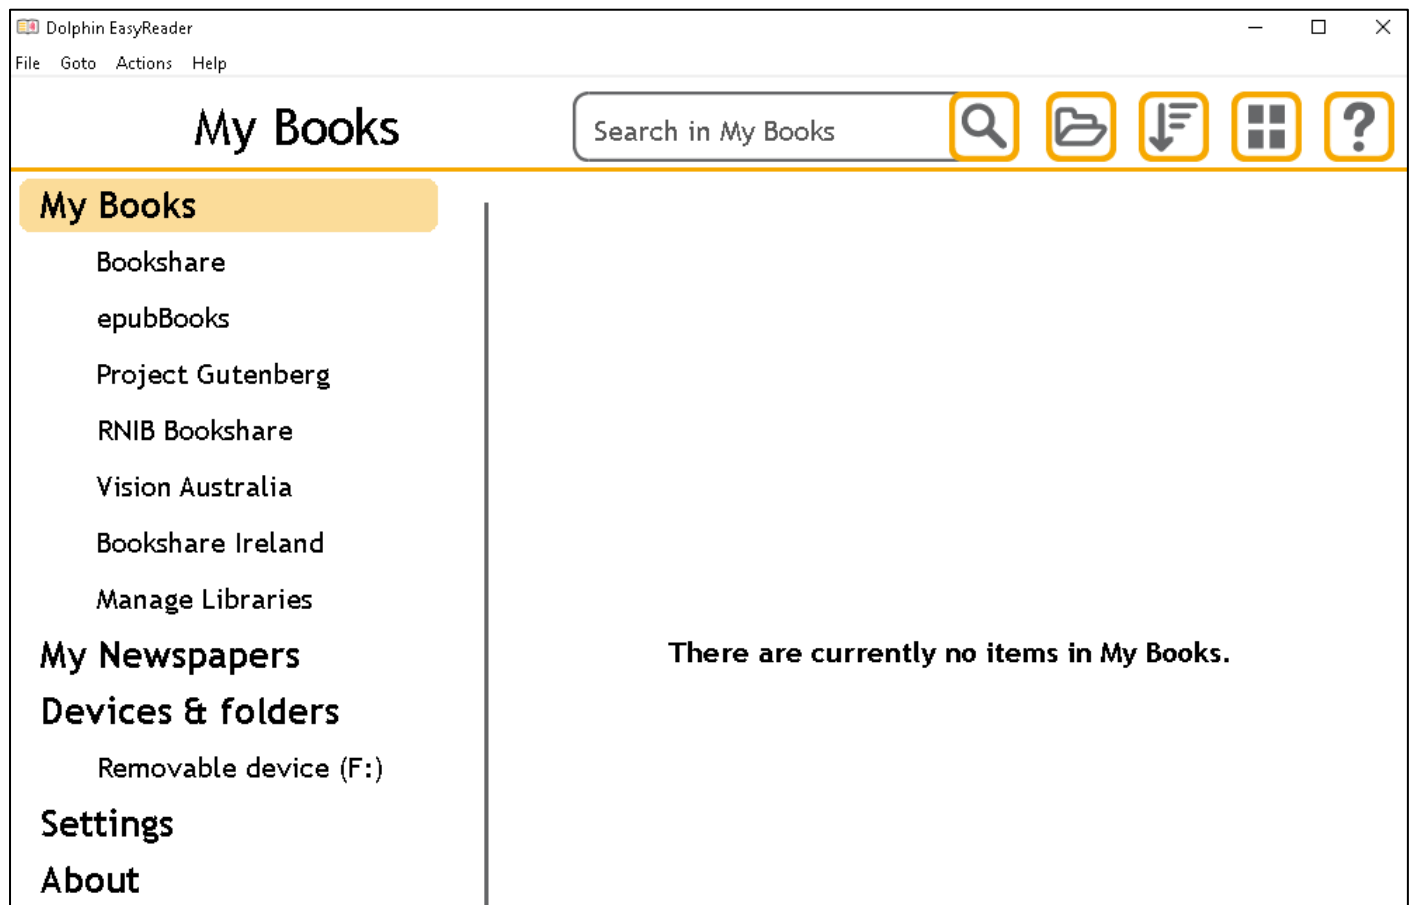 Dolphin EasyReader
File Goto Actions Help
My Books
Search in My Books
?
My Books
Bookshare
epubBooks
Project Gutenberg
RNIB Bookshare
Vision Australia
Bookshare Ireland
Manage Libraries
My Newspapers
Devices & folders
Removable device (F:)
Settings
About
There are currently no items in My Books.